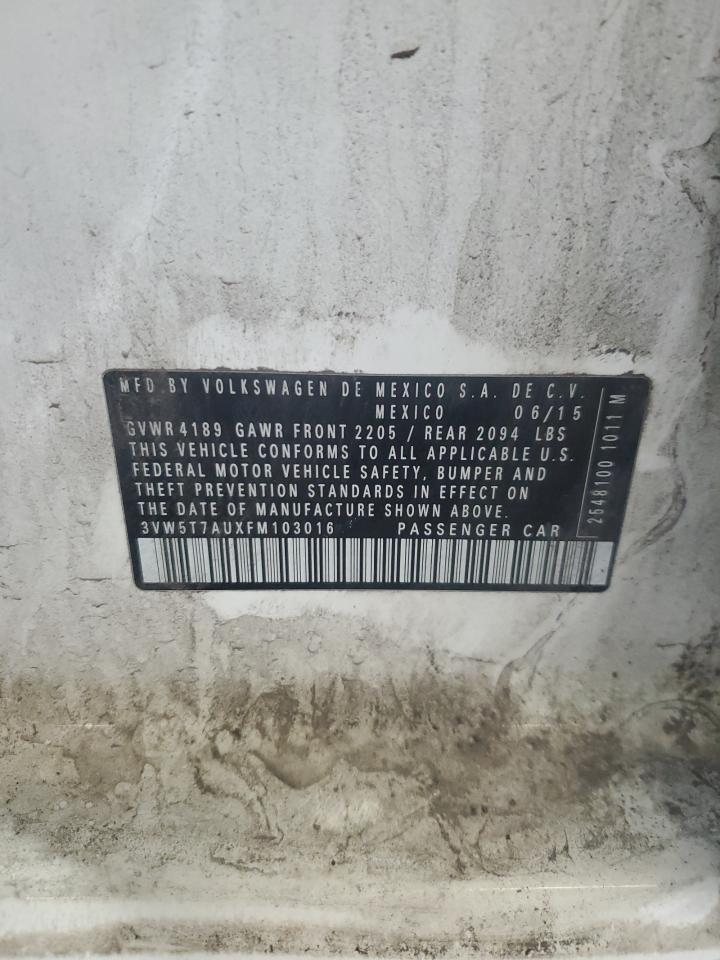 MFD BY VOLKSWAGEN DE MEXICO S.A. DE C.V.
MEXICO 06/15
GVWR 4189 GAWR FRONT 2205 / REAR 2094 LBS
THIS VEHICLE CONFORMS TO ALL APPLICABLE U.S.
FEDERAL MOTOR VEHICLE SAFETY, BUMPER AND
THEFT PREVENTION STANDARDS IN EFFECT ON
THE DATE OF MANUFACTURE SHOWN ABOVE.
3VW5T7AUXFM103016 PASSENGER CAR
2548100 1011 M